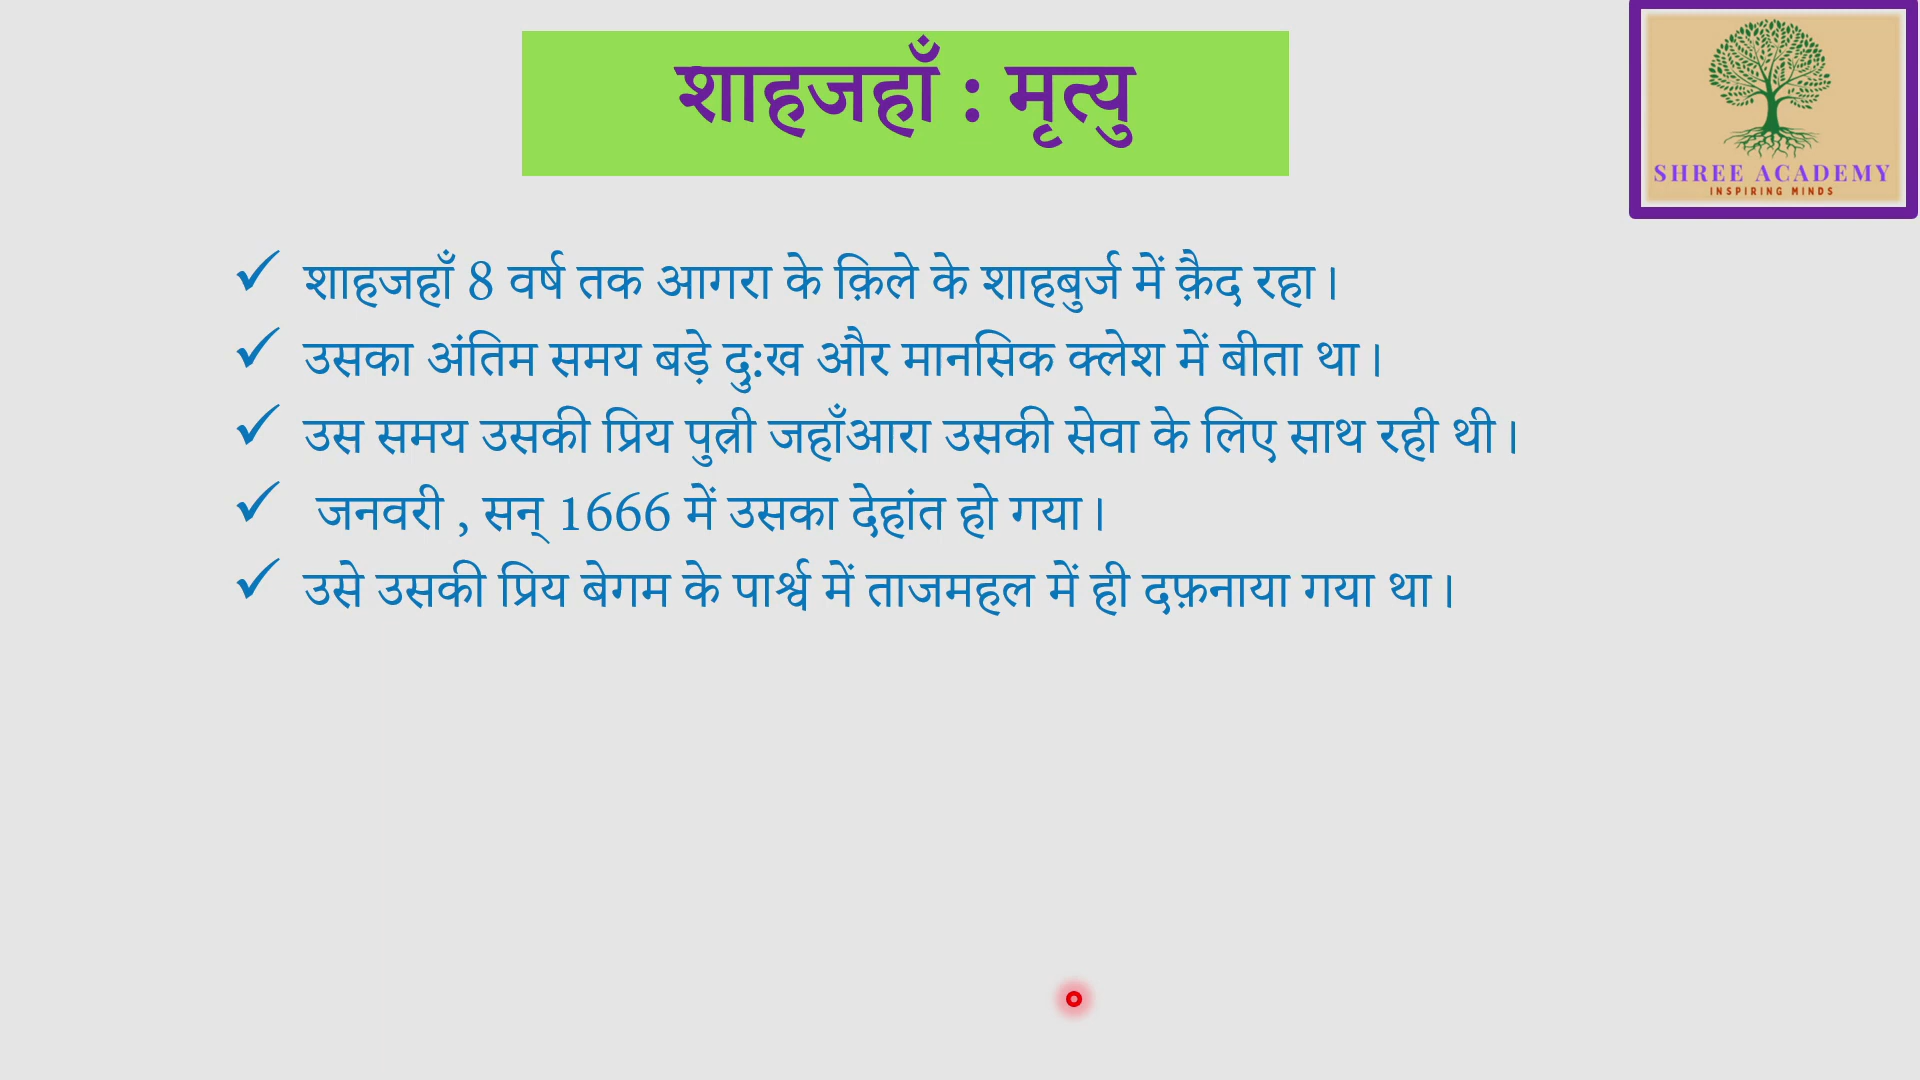 शाहजहाँ : मृत्यु
SHREE ACADEMY
INSPIRING MINDS
✓ शाहजहाँ 8 वर्ष तक आगरा के क़िले के शाहबुर्ज में क़ैद रहा।
✓ उसका अंतिम समय बड़े दु:ख और मानसिक क्लेश में बीता था।
✓ उस समय उसकी प्रिय पुत्री जहाँआरा उसकी सेवा के लिए साथ रही थी।
✓ जनवरी , सन् 1666 में उसका देहांत हो गया।
✓ उसे उसकी प्रिय बेगम के पार्श्व में ताजमहल में ही दफ़नाया गया था।